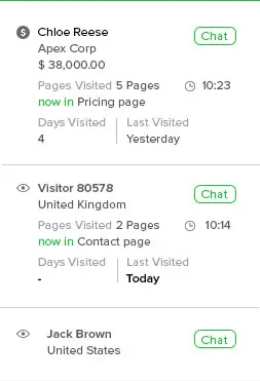 Chloe Reese
Chat
Apex Corp
$ 38,000.00
Pages Visited 5 Pages 10:23
now in Pricing page
Days Visited Last Visited
4 Yesterday
Visitor 80578
Chat
United Kingdom
Pages Visited 2 Pages 10:14
now in Contact page
Days Visited Last Visited
- Today
Jack Brown
Chat
United States